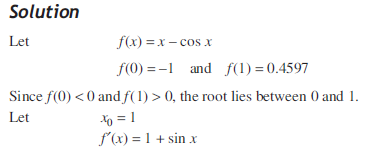 Solution
Let f(x) = x – cos x
f(0) = –1 and f(1) = 0.4597
Since f(0) < 0 and f(1) > 0, the root lies between 0 and 1.
Let x₀ = 1
f′(x) = 1 + sin x